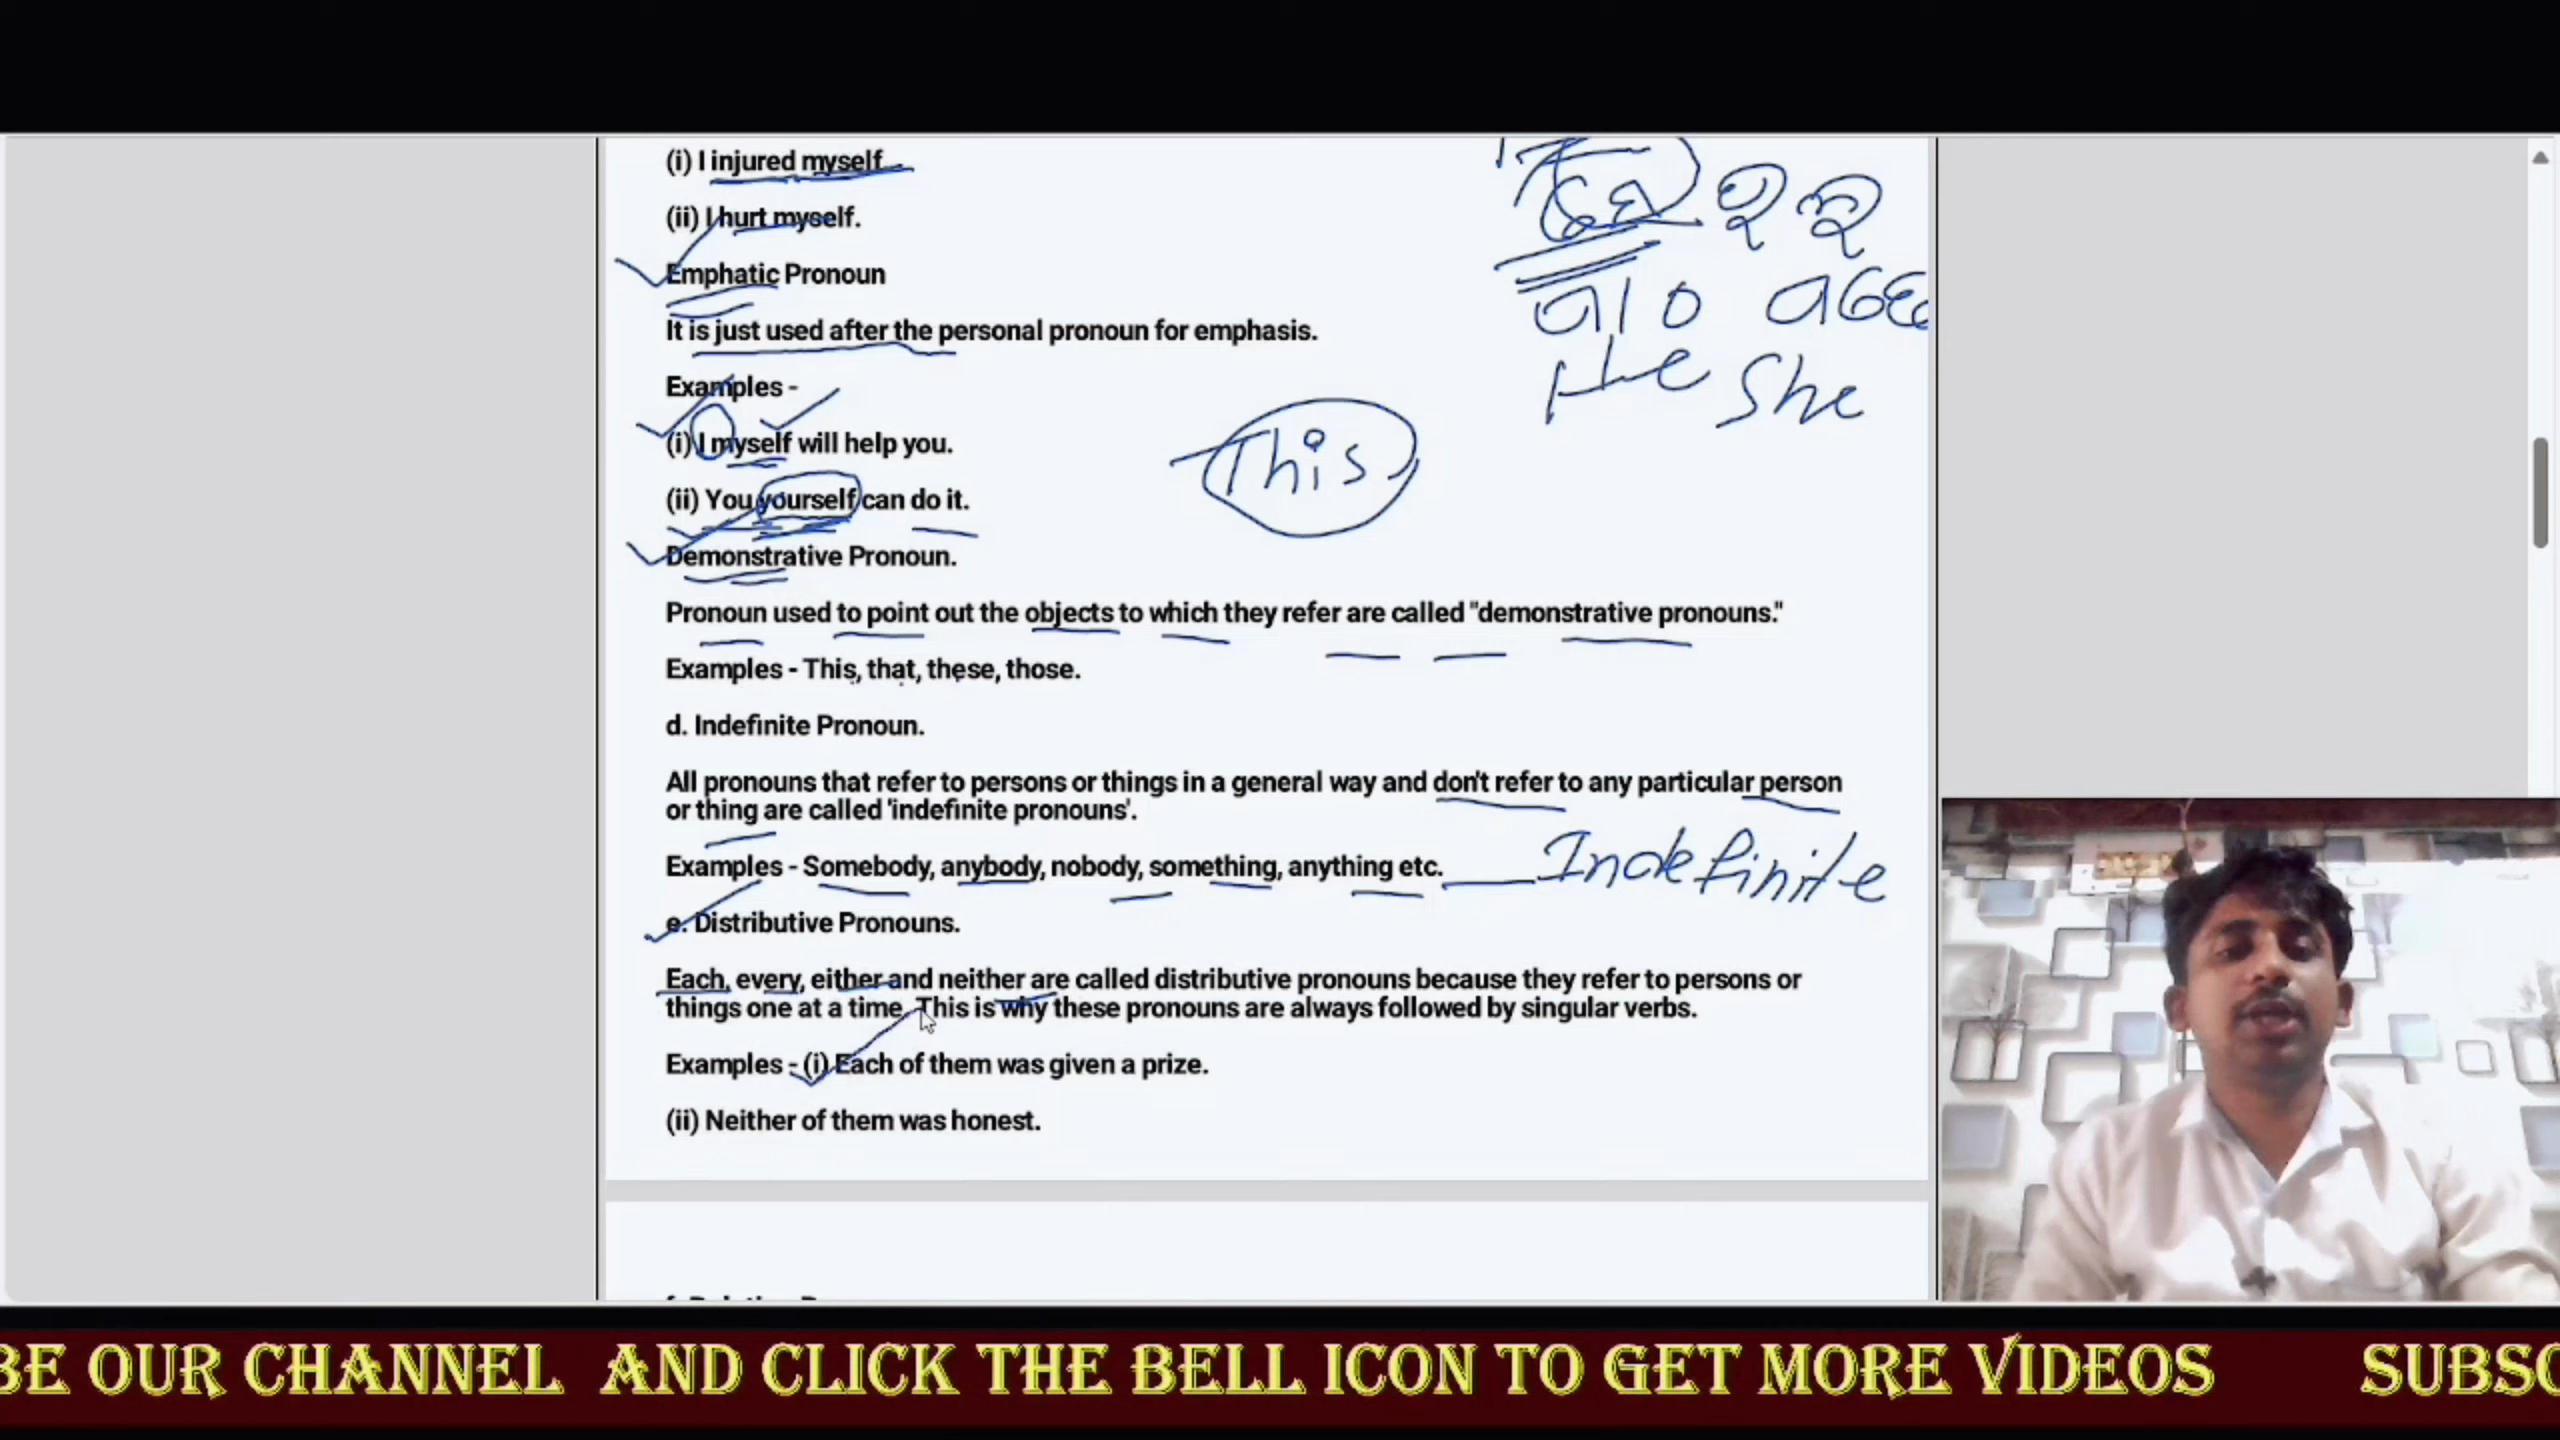 (i) I injured myself.
(ii) I hurt myself.
Emphatic Pronoun
It is just used after the personal pronoun for emphasis.
Examples -
He She
(i) I myself will help you.
This
(ii) You yourself can do it.
Demonstrative Pronoun.
Pronoun used to point out the objects to which they refer are called "demonstrative pronouns."
Examples - This, that, these, those.
d. Indefinite Pronoun.
All pronouns that refer to persons or things in a general way and don't refer to any particular person
or thing are called 'indefinite pronouns'.
Examples - Somebody, anybody, nobody, something, anything etc. Indefinite
e. Distributive Pronouns.
Each, every, either and neither are called distributive pronouns because they refer to persons or
things one at a time. This is why these pronouns are always followed by singular verbs.
Examples - (i) Each of them was given a prize.
(ii) Neither of them was honest.
BE OUR CHANNEL AND CLICK THE BELL ICON TO GET MORE VIDEOS SUBSC